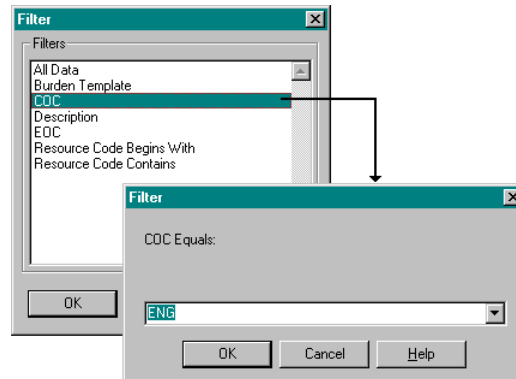 Filter
Filters
All Data
Burden Template
COC
Description
EOC
Resource Code Begins With
Resource Code Contains
OK
Filter
COC Equals:
ENG
OK Cancel Help